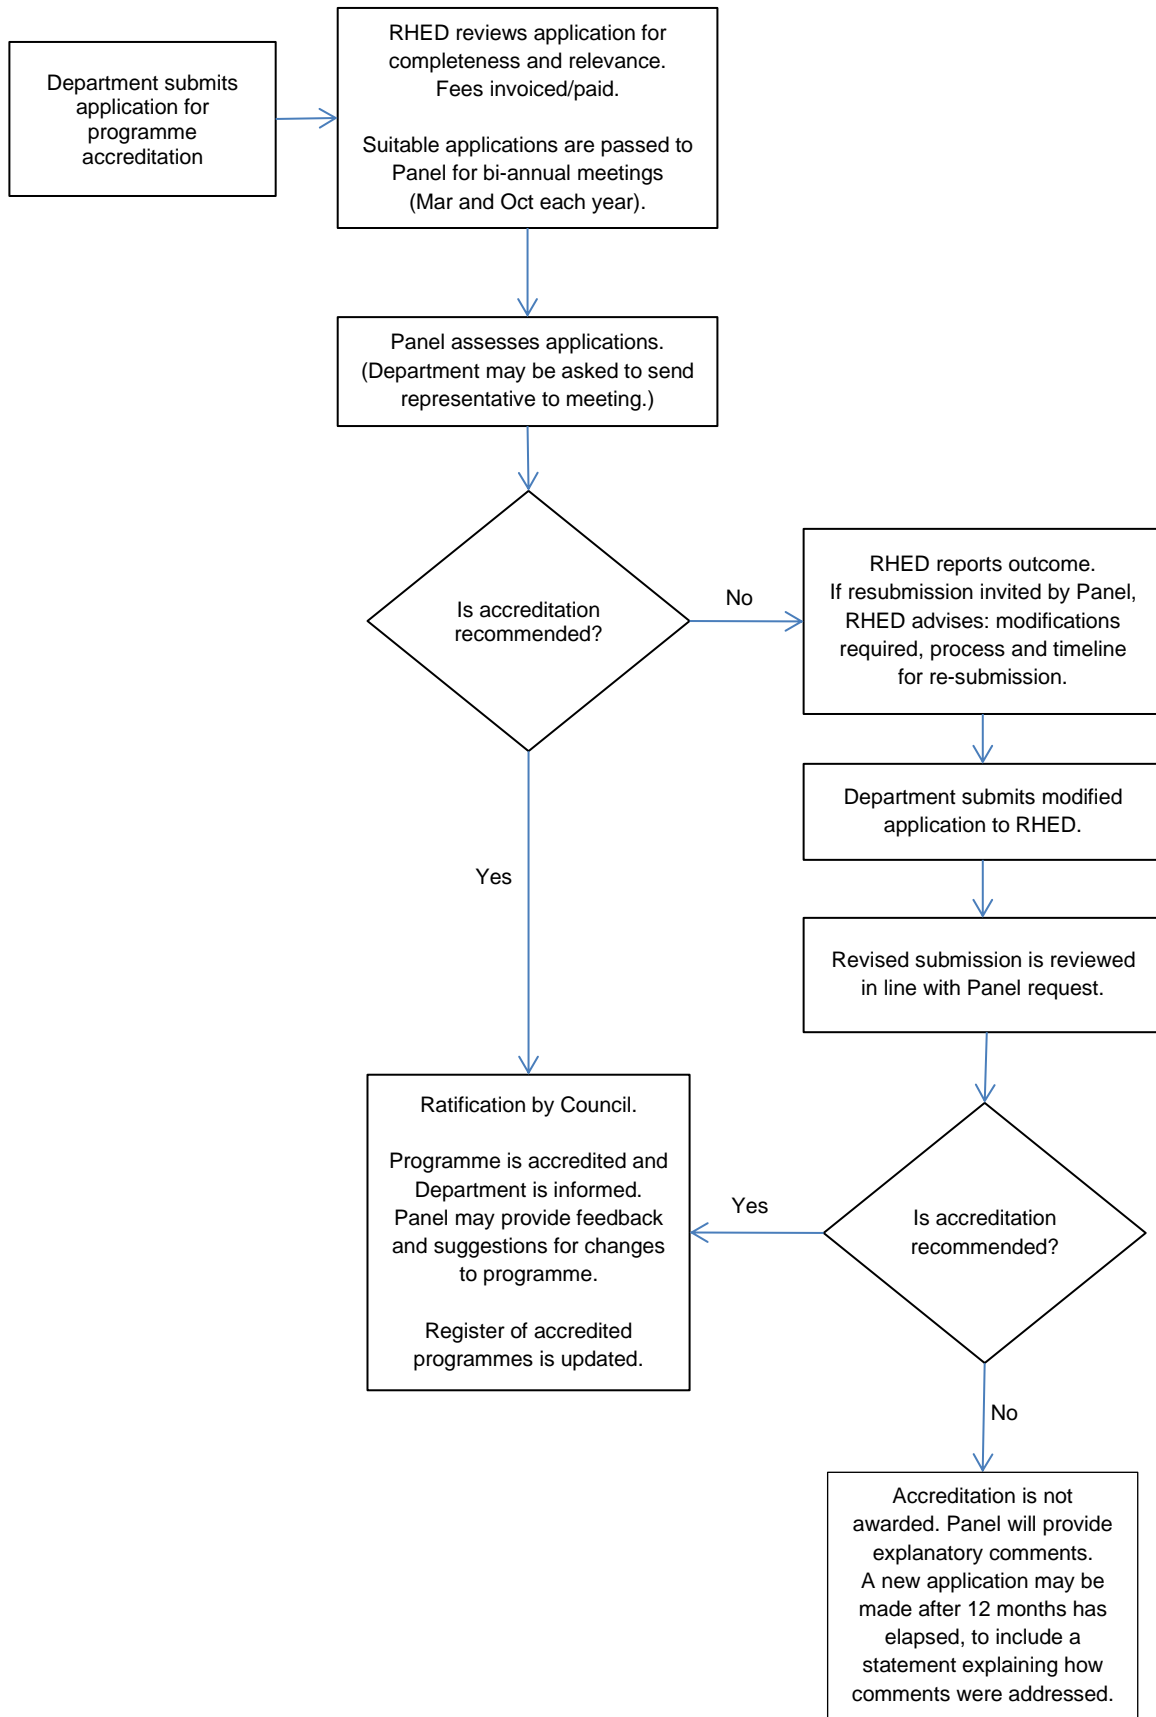 Department submits
application for
programme
accreditation
RHED reviews application for
completeness and relevance.
Fees invoiced/paid.
Suitable applications are passed to
Panel for bi-annual meetings
(Mar and Oct each year).
Panel assesses applications.
(Department may be asked to send
representative to meeting.)
Is accreditation
recommended?
No
RHED reports outcome.
If resubmission invited by Panel,
RHED advises: modifications
required, process and timeline
for re-submission.
Department submits modified
application to RHED.
Yes
Revised submission is reviewed
in line with Panel request.
Ratification by Council.
Programme is accredited and
Department is informed.
Panel may provide feedback
and suggestions for changes
to programme.
Register of accredited
programmes is updated.
Yes
Is accreditation
recommended?
No
Accreditation is not
awarded. Panel will provide
explanatory comments.
A new application may be
made after 12 months has
elapsed, to include a
statement explaining how
comments were addressed.